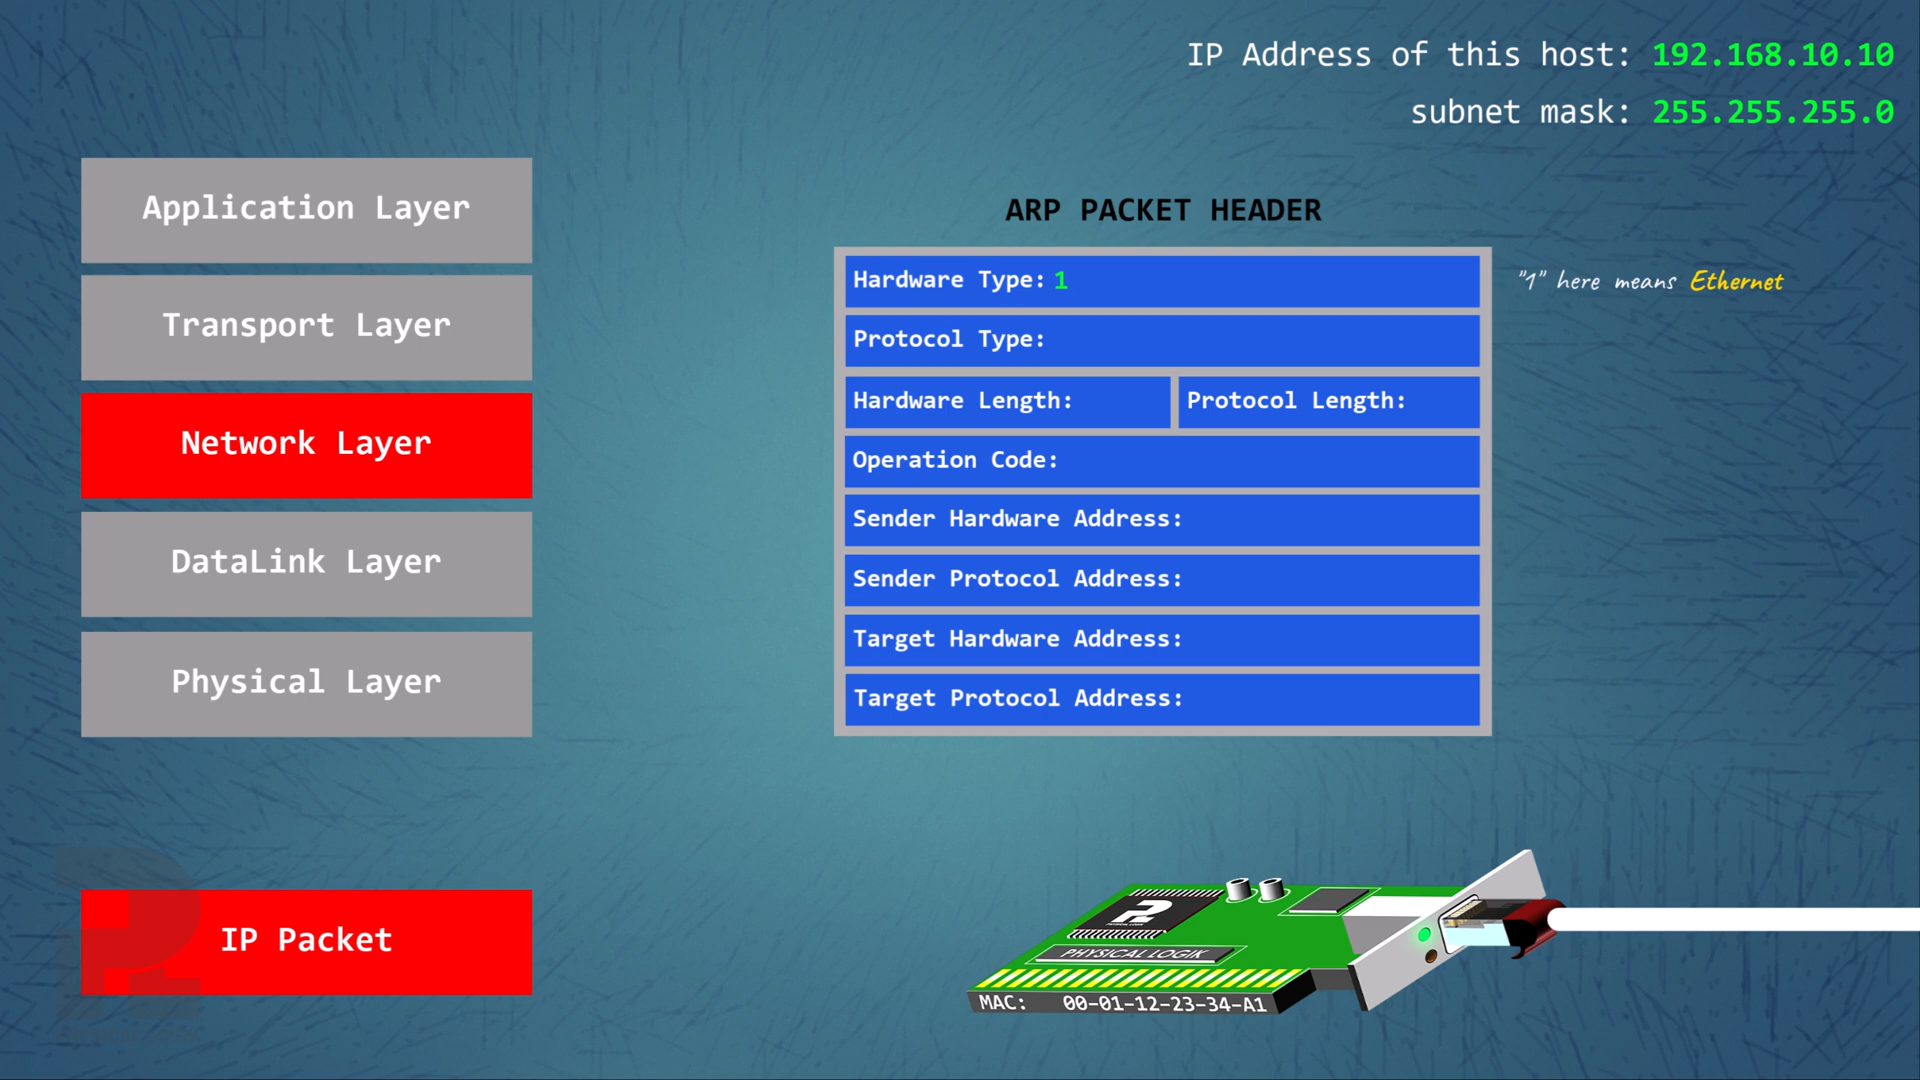 IP Address of this host: 192.168.10.10
subnet mask: 255.255.255.0
Application Layer
Transport Layer
Network Layer
DataLink Layer
Physical Layer
IP Packet
ARP PACKET HEADER
Hardware Type: 1
"1" here means Ethernet
Protocol Type:
Hardware Length: Protocol Length:
Operation Code:
Sender Hardware Address:
Sender Protocol Address:
Target Hardware Address:
Target Protocol Address:
PHYSICAL LOGIK
MAC: 00-01-12-23-34-A1